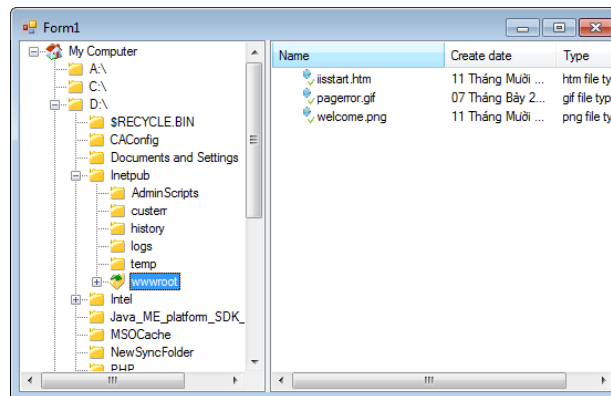 Form1
My Computer
A:\
C:\
D:\
$RECYCLE.BIN
CAConfig
Documents and Settings
Inetpub
AdminScripts
custerr
history
logs
temp
wwwroot
Intel
Java_ME_platform_SDK_
MSOCache
NewSyncFolder
PHP
Name Create date Type
iisstart.htm 11 Tháng Mười ... htm file ty
pagerror.gif 07 Tháng Bảy 2... gif file typ
welcome.png 11 Tháng Mười ... png file ty